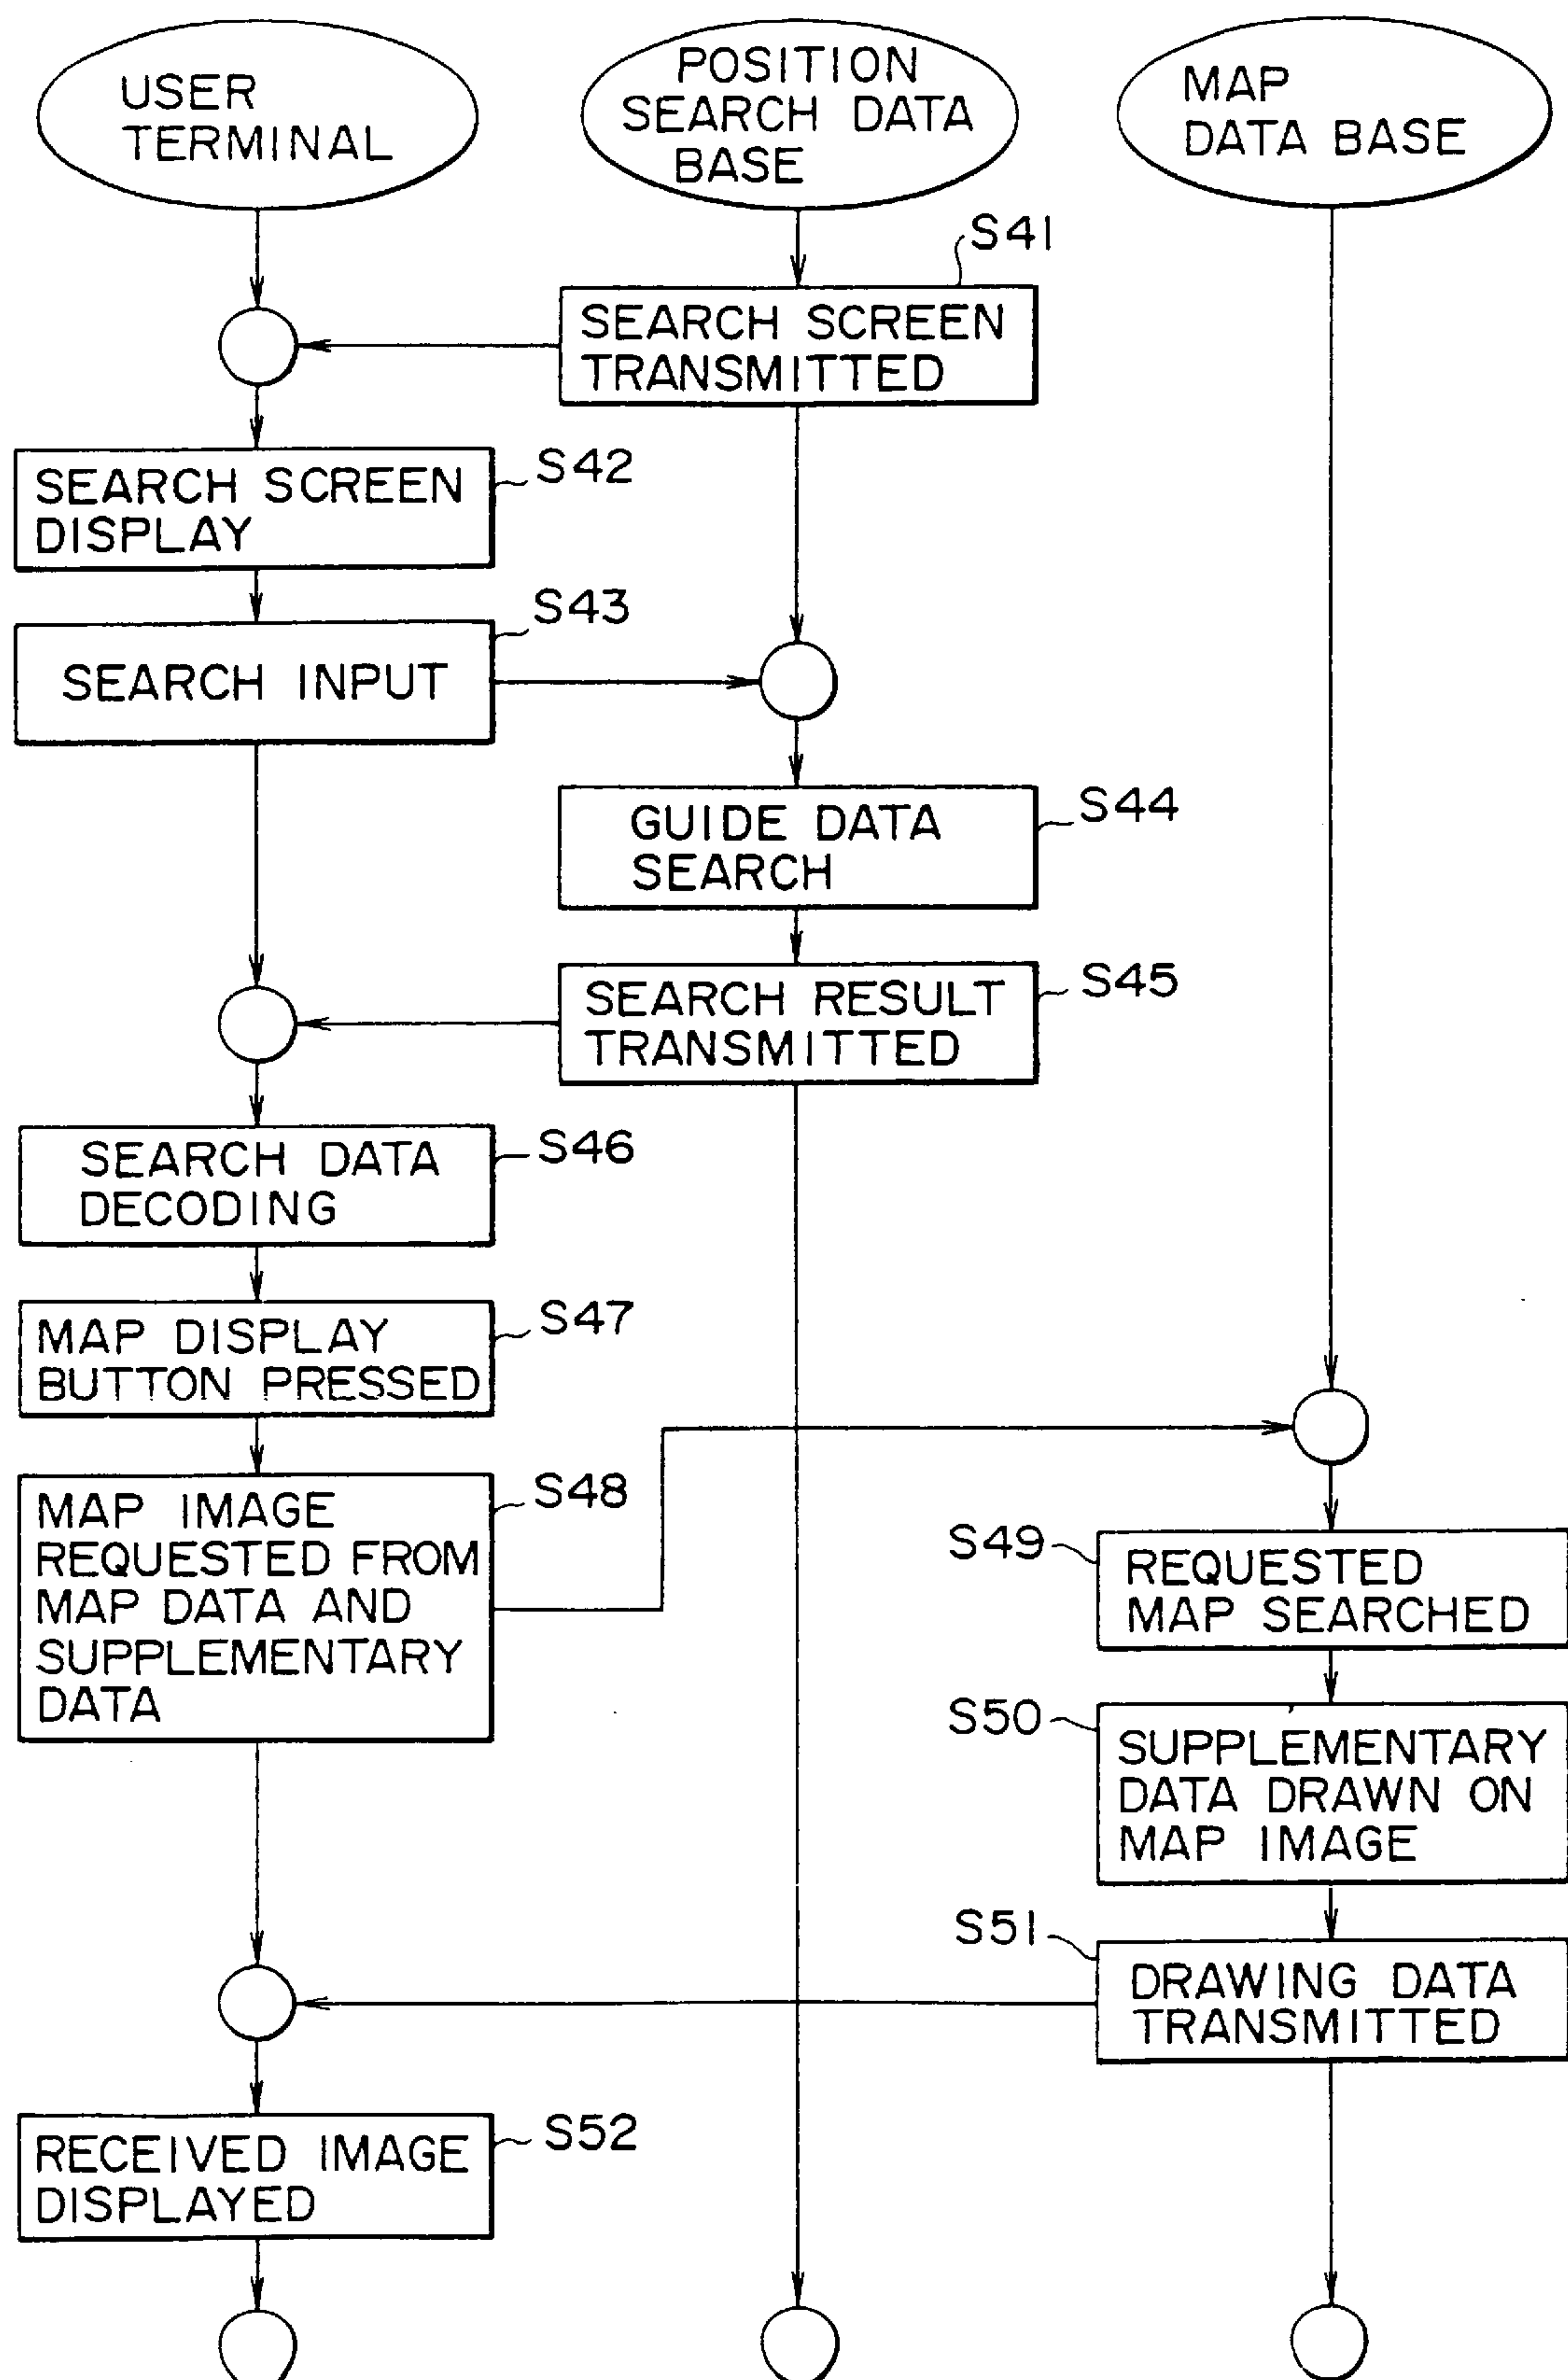 USER
TERMINAL
POSITION
SEARCH DATA
BASE
MAP
DATA BASE
S41
SEARCH SCREEN
TRANSMITTED
S42
SEARCH SCREEN
DISPLAY
S43
SEARCH INPUT
S44
GUIDE DATA
SEARCH
S45
SEARCH RESULT
TRANSMITTED
S46
SEARCH DATA
DECODING
S47
MAP DISPLAY
BUTTON PRESSED
S48
MAP IMAGE
REQUESTED FROM
MAP DATA AND
SUPPLEMENTARY
DATA
S49
REQUESTED
MAP SEARCHED
S50
SUPPLEMENTARY
DATA DRAWN ON
MAP IMAGE
S51
DRAWING DATA
TRANSMITTED
S52
RECEIVED IMAGE
DISPLAYED